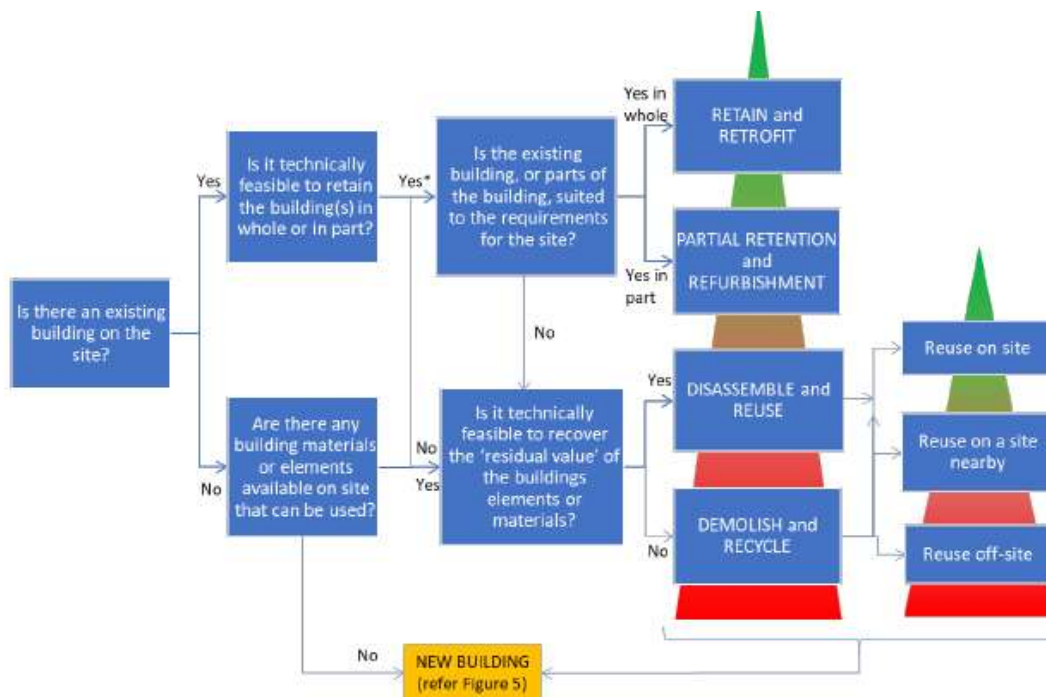 Is there an existing
building on the
site?
Yes
No
Is it technically
feasible to retain
the building(s) in
whole or in part?
Are there any
building materials
or elements
available on site
that can be used?
Yes*
No
Yes
Is the existing
building, or parts of
the building, suited
to the requirements
for the site?
No
Is it technically
feasible to recover
the ‘residual value’ of
the buildings
elements or
materials?
Yes in
whole
RETAIN and
RETROFIT
Yes in
part
PARTIAL RETENTION
and
REFURBISHMENT
Yes
DISASSEMBLE and
REUSE
No
DEMOLISH and
RECYCLE
Reuse on site
Reuse on a site
nearby
Reuse off-site
No
NEW BUILDING
(refer Figure 5)